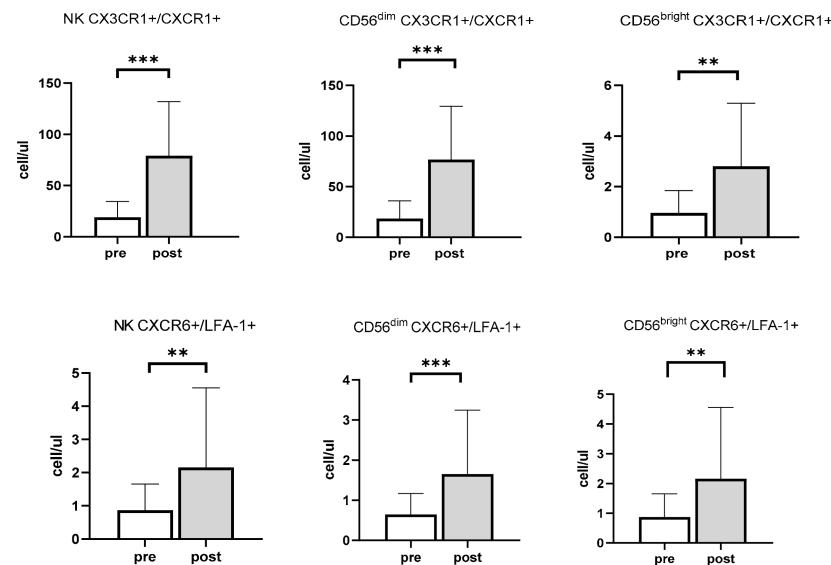 NK CX3CR1+/CXCR1+
***
150
100
50
0
cell/ul
pre post
CD56dim CX3CR1+/CXCR1+
***
150
100
50
0
cell/ul
pre post
CD56bright CX3CR1+/CXCR1+
**
6
4
2
0
cell/ul
pre post
NK CXCR6+/LFA-1+
**
5
4
3
2
1
0
cell/ul
pre post
CD56dim CXCR6+/LFA-1+
***
4
3
2
1
0
cell/ul
pre post
CD56bright CXCR6+/LFA-1+
**
5
4
3
2
1
0
cell/ul
pre post